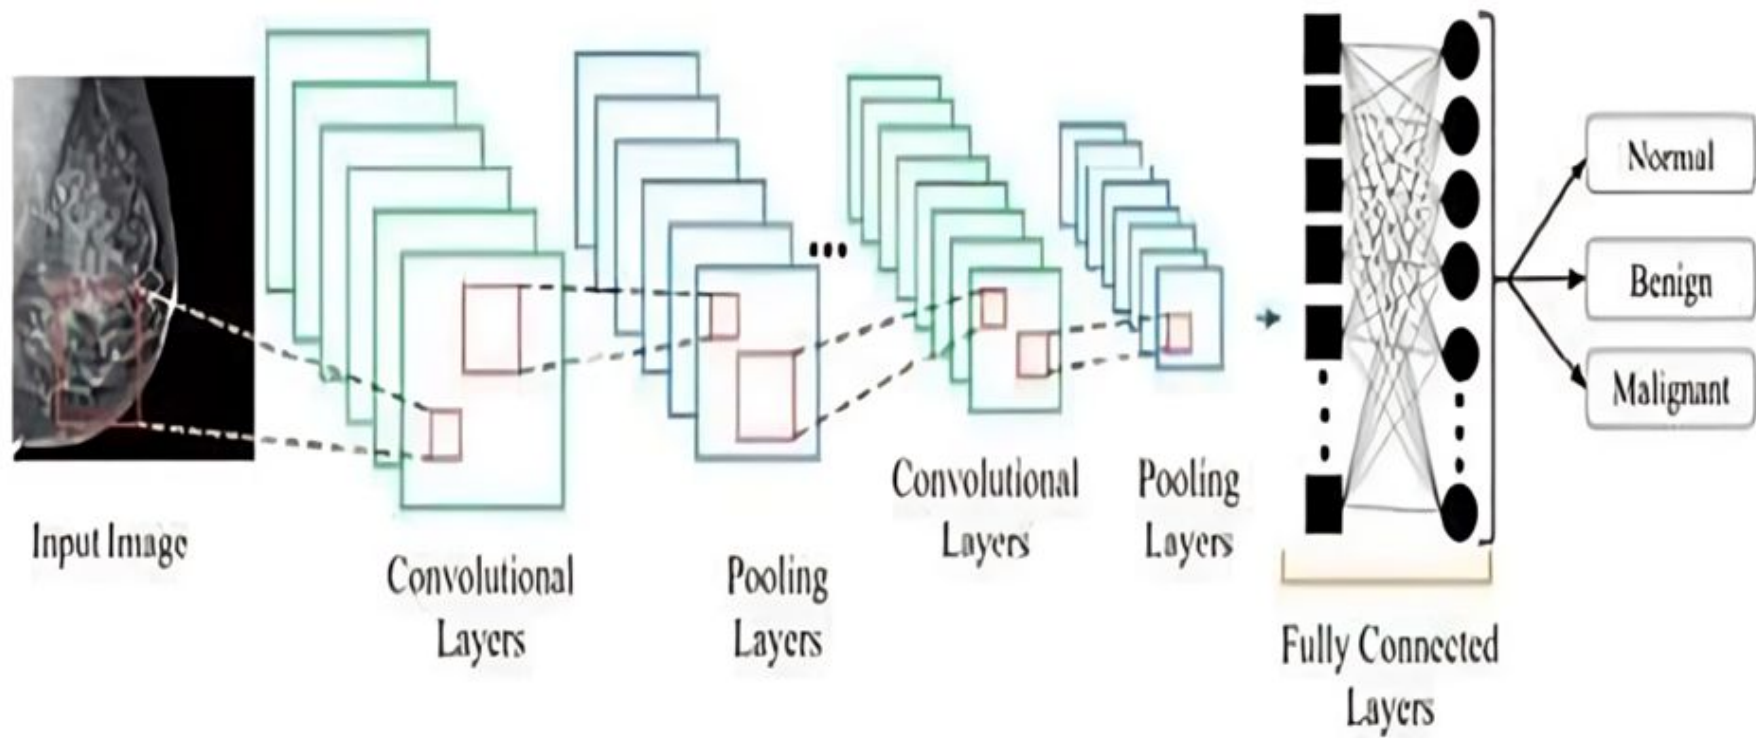 Input Image
Convolutional
Layers
Pooling
Layers
...
Convolutional
Layers
Pooling
Layers
Fully Connected
Layers
Normal
Benign
Malignant